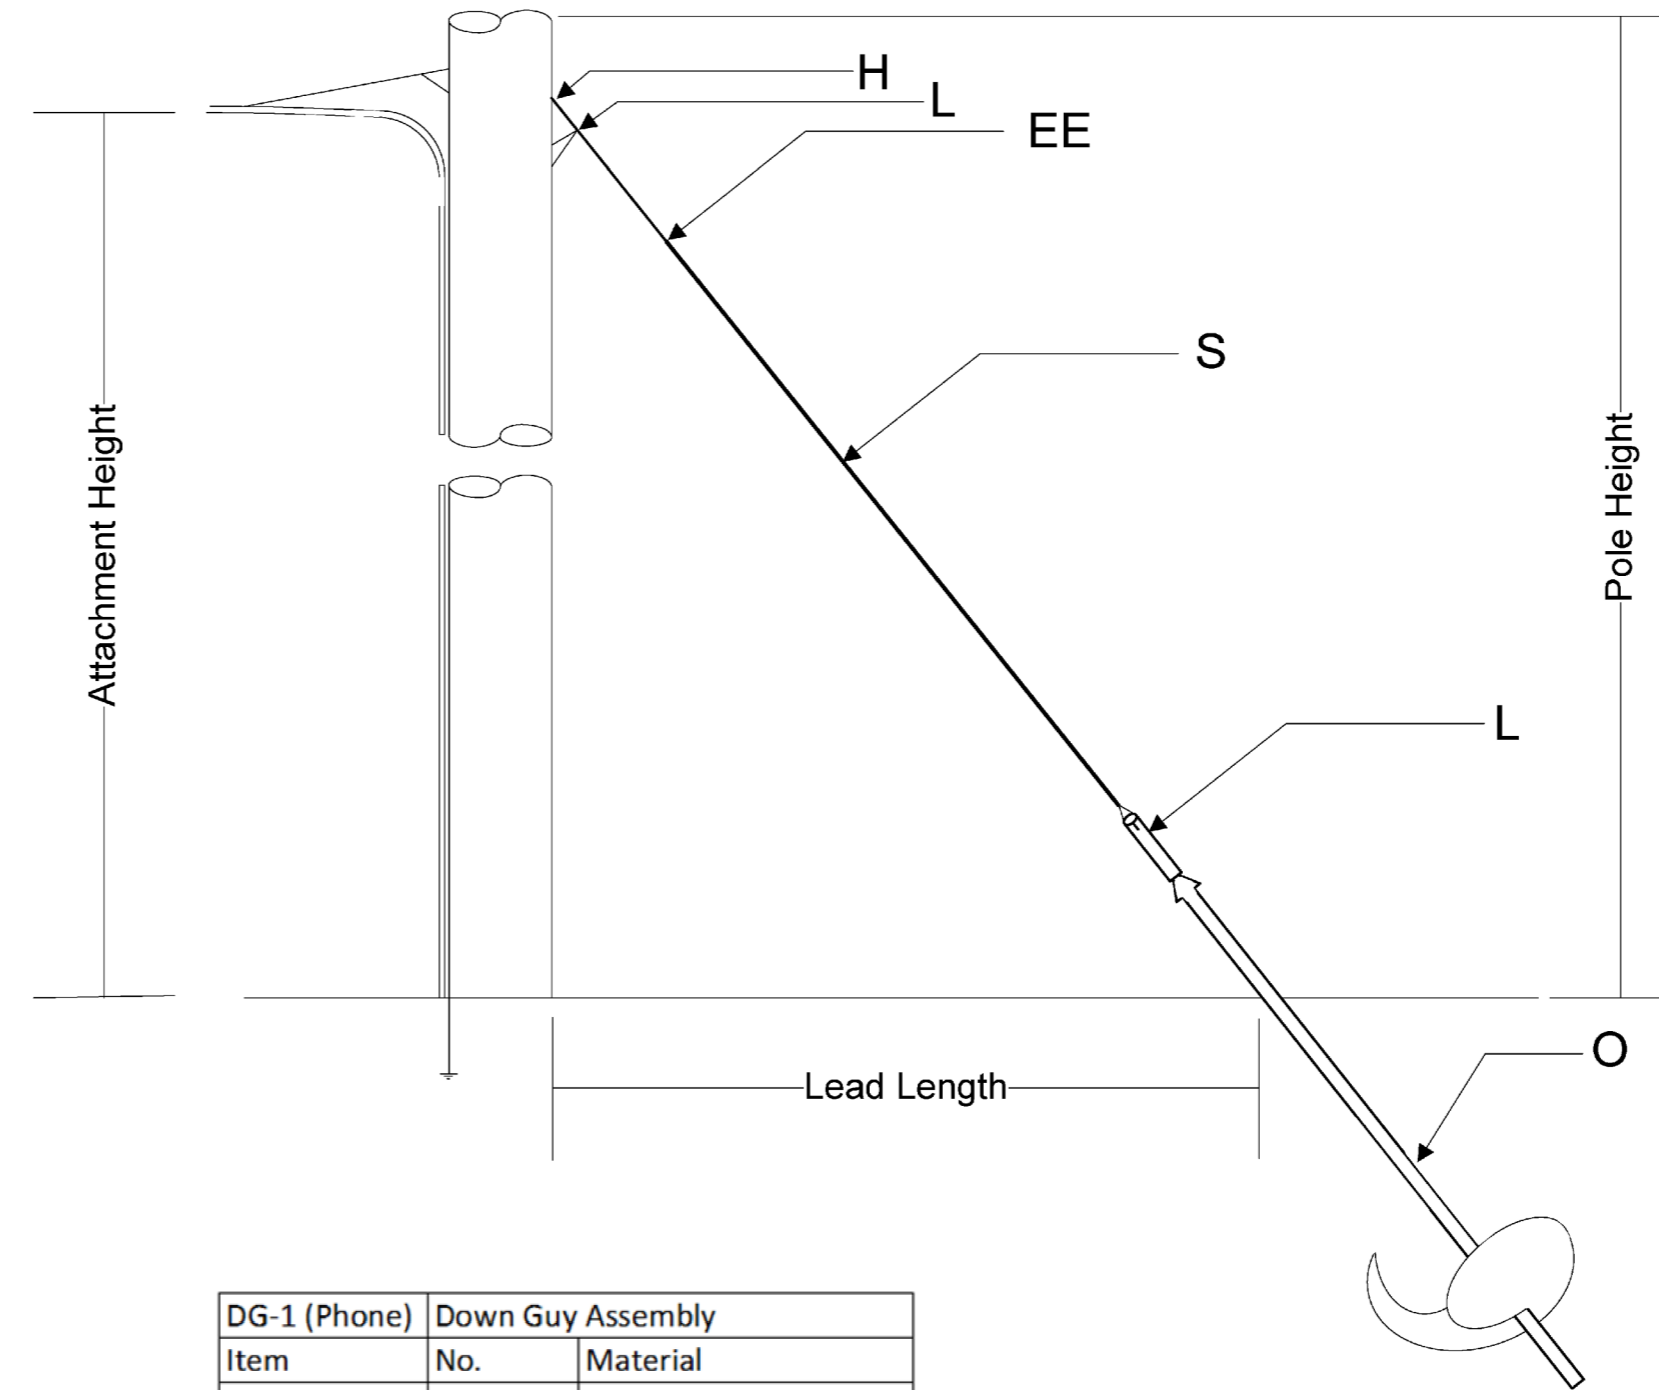 H
L
EE
S
Attachment Height
Pole Height
L
O
Lead Length
DG-1 (Phone) Down Guy Assembly
Item No. Material